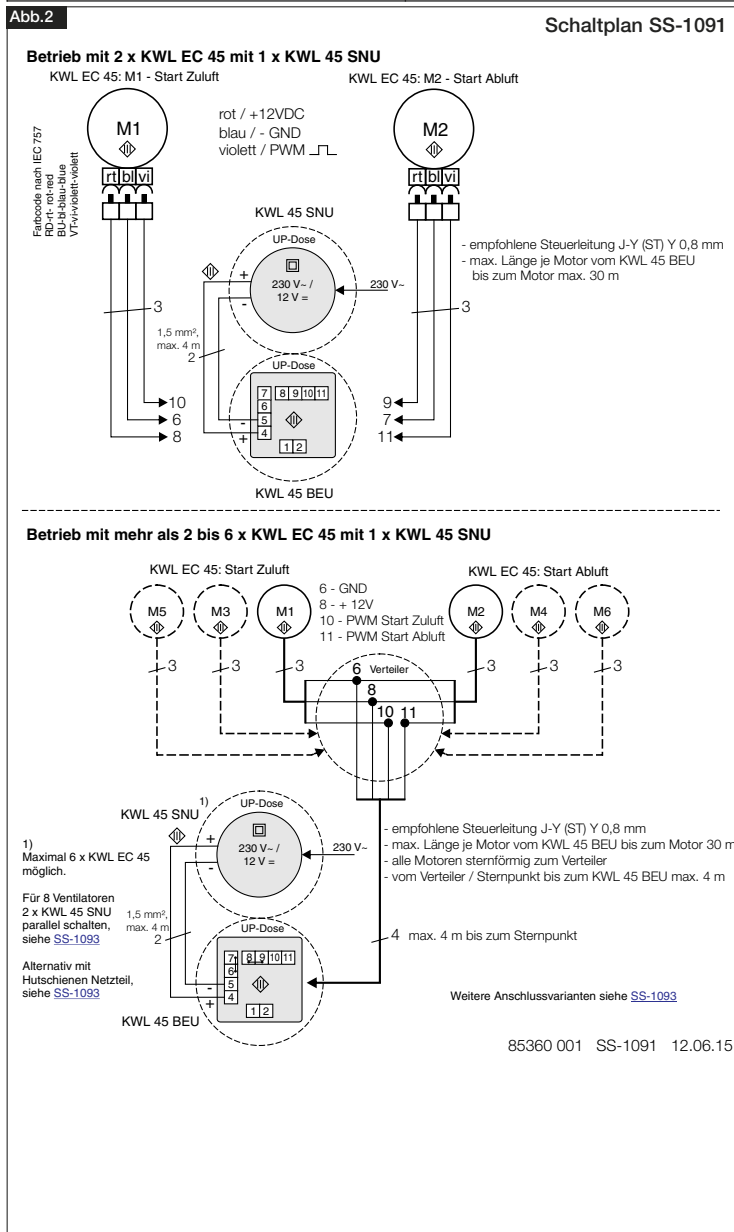 Abb.2
Schaltplan SS-1091
Betrieb mit 2 x KWL EC 45 mit 1 x KWL 45 SNU
KWL EC 45: M1 - Start Zuluft
KWL EC 45: M2 - Start Abluft
M1
rot / +12VDC
blau / - GND
violett / PWM
M2
Farbcode nach IEC 757
RD-rt- rot-red
BU-bl-blau-blue
VT-vi-violett-violett
rt bl vi
rt bl vi
KWL 45 SNU
UP-Dose
230 V~ /
12 V =
+
-
230 V~
- empfohlene Steuerleitung J-Y (ST) Y 0,8 mm
- max. Länge je Motor vom KWL 45 BEU
bis zum Motor max. 30 m
3
3
1,5 mm²,
max. 4 m
2
UP-Dose
7 8 9 10 11
6
5
4
-
+
1 2
10
6
8
9
7
11
KWL 45 BEU
Betrieb mit mehr als 2 bis 6 x KWL EC 45 mit 1 x KWL 45 SNU
KWL EC 45: Start Zuluft
KWL EC 45: Start Abluft
6 - GND
8 - + 12V
10 - PWM Start Zuluft
11 - PWM Start Abluft
M5
M3
M1
M2
M4
M6
3
3
3
3
3
3
6 Verteiler
8
10 11
KWL 45 SNU
1)
UP-Dose
230 V~ /
12 V =
+
-
230 V~
- empfohlene Steuerleitung J-Y (ST) Y 0,8 mm
- max. Länge je Motor vom KWL 45 BEU bis zum Motor 30 m
- alle Motoren sternförmig zum Verteiler
- vom Verteiler / Sternpunkt bis zum KWL 45 BEU max. 4 m
1)
Maximal 6 x KWL EC 45
möglich.
Für 8 Ventilatoren
2 x KWL 45 SNU
parallel schalten,
siehe SS-1093
Alternativ mit
Hutschienen Netzteil,
siehe SS-1093
1,5 mm²,
max. 4 m
2
UP-Dose
7 8 9 10 11
6
5
4
-
+
1 2
KWL 45 BEU
4 max. 4 m bis zum Sternpunkt
Weitere Anschlussvarianten siehe SS-1093
85360 001 SS-1091 12.06.15